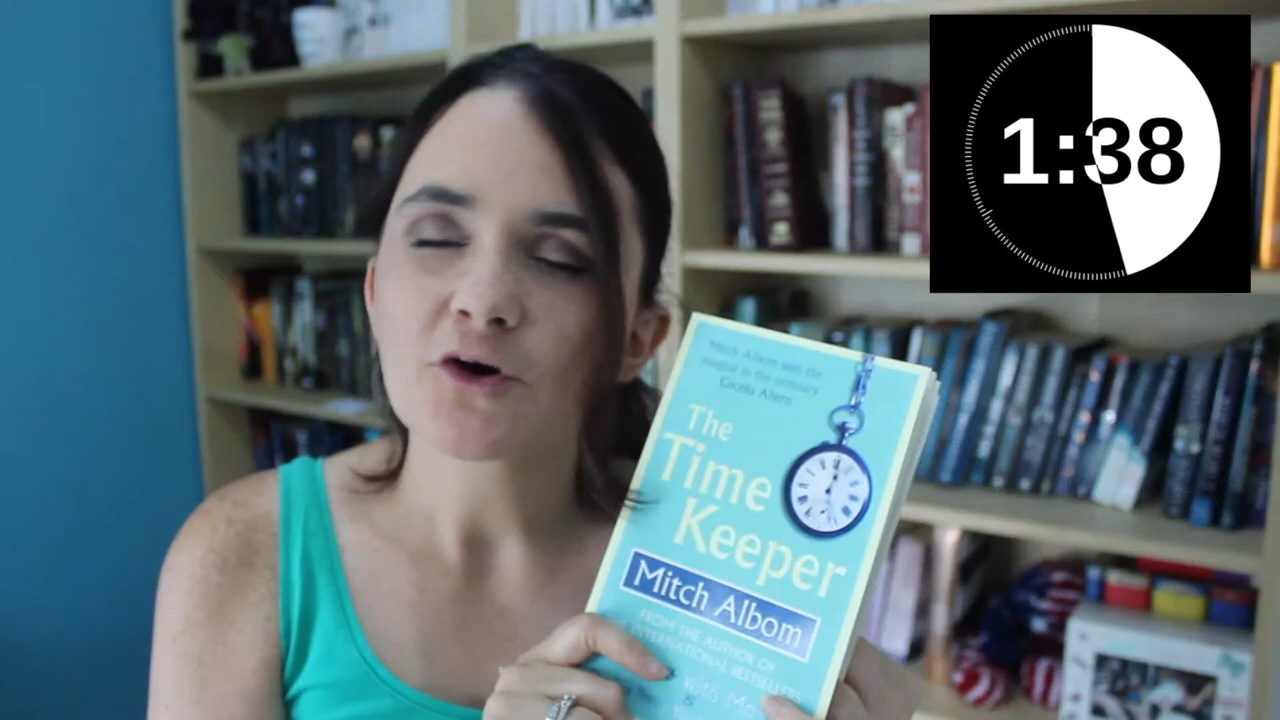 1:38
Mitch Albom sees the
magical in the ordinary
Cecelia Ahern
The
Time
Keeper
Mitch Albom
FROM THE AUTHOR OF
INTERNATIONAL BESTSELLERS
with